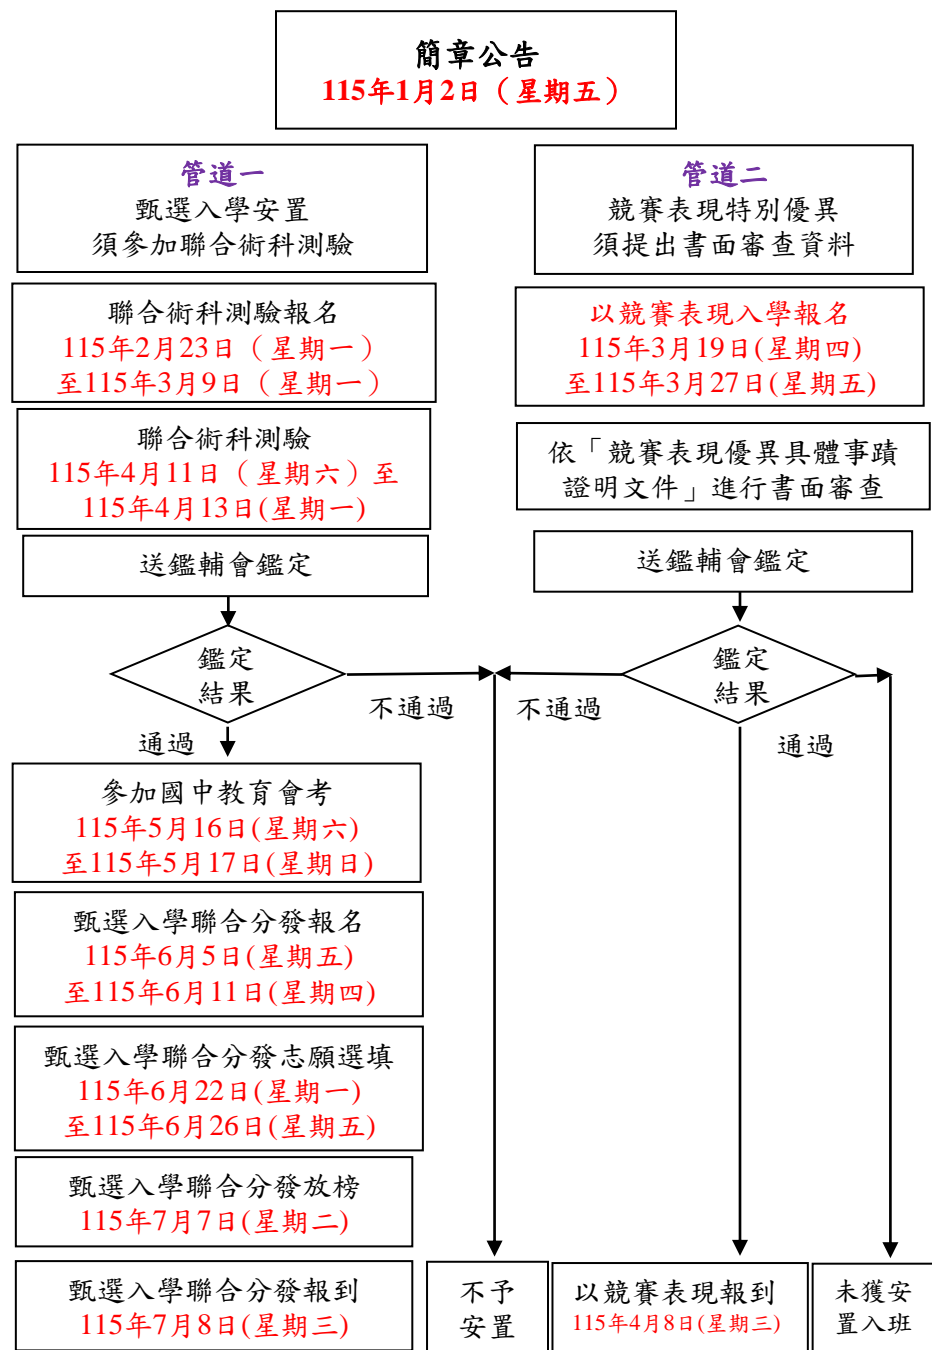 簡章公告
115年1月2日（星期五）
管道一
甄選入學安置
須參加聯合術科測驗
管道二
競賽表現特別優異
須提出書面審查資料
聯合術科測驗報名
115年2月23日（星期一）
至115年3月9日（星期一）
以競賽表現入學報名
115年3月19日(星期四)
至115年3月27日(星期五)
聯合術科測驗
115年4月11日（星期六）至
115年4月13日(星期一)
依「競賽表現優異具體事蹟
證明文件」進行書面審查
送鑑輔會鑑定
送鑑輔會鑑定
鑑定
結果
鑑定
結果
不通過
不通過
通過
通過
參加國中教育會考
115年5月16日(星期六)
至115年5月17日(星期日)
甄選入學聯合分發報名
115年6月5日(星期五)
至115年6月11日(星期四)
甄選入學聯合分發志願選填
115年6月22日(星期一)
至115年6月26日(星期五)
甄選入學聯合分發放榜
115年7月7日(星期二)
甄選入學聯合分發報到
115年7月8日(星期三)
不予
安置
以競賽表現報到
115年4月8日(星期三)
未獲安
置入班